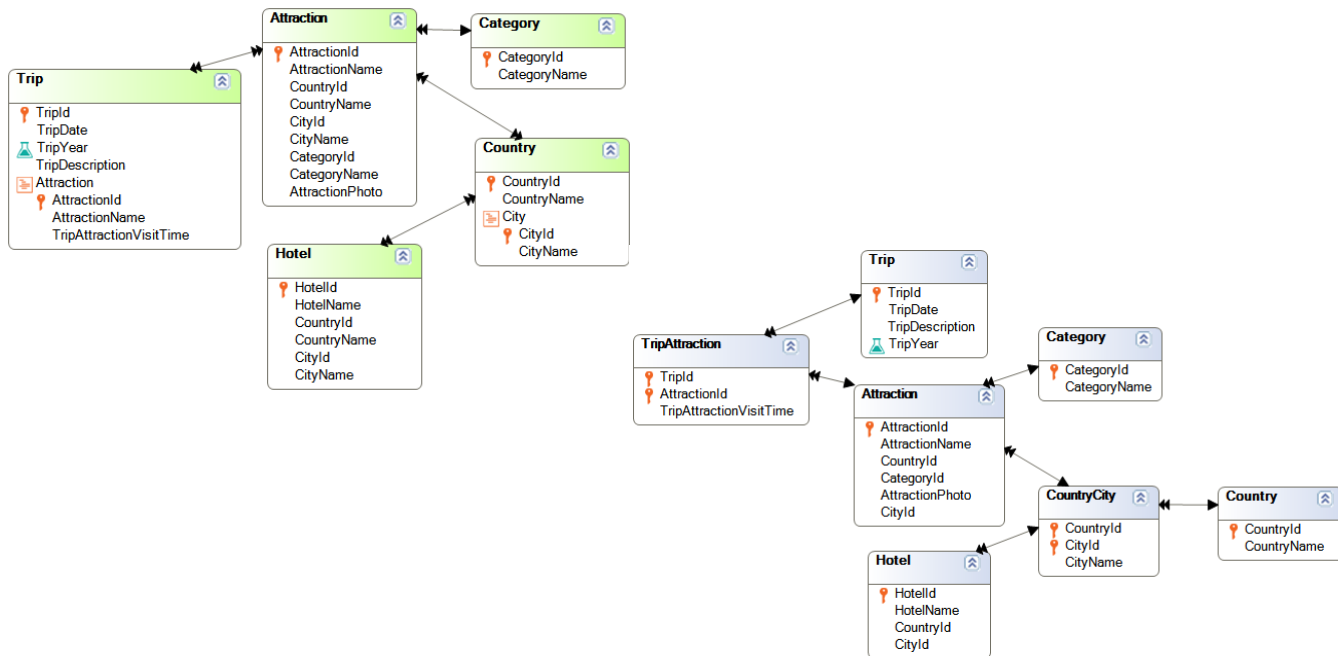 Attraction
AttractionId
AttractionName
CountryId
CountryName
CityId
CityName
CategoryId
CategoryName
AttractionPhoto
Category
CategoryId
CategoryName
Trip
TripId
TripDate
TripYear
TripDescription
Attraction
AttractionId
AttractionName
TripAttractionVisitTime
Country
CountryId
CountryName
City
CityId
CityName
Hotel
HotelId
HotelName
CountryId
CountryName
CityId
CityName
Trip
TripId
TripDate
TripDescription
TripYear
TripAttraction
TripId
AttractionId
TripAttractionVisitTime
Category
CategoryId
CategoryName
Attraction
AttractionId
AttractionName
CountryId
CategoryId
AttractionPhoto
CityId
CountryCity
CountryId
CityId
CityName
Country
CountryId
CountryName
Hotel
HotelId
HotelName
CountryId
CityId